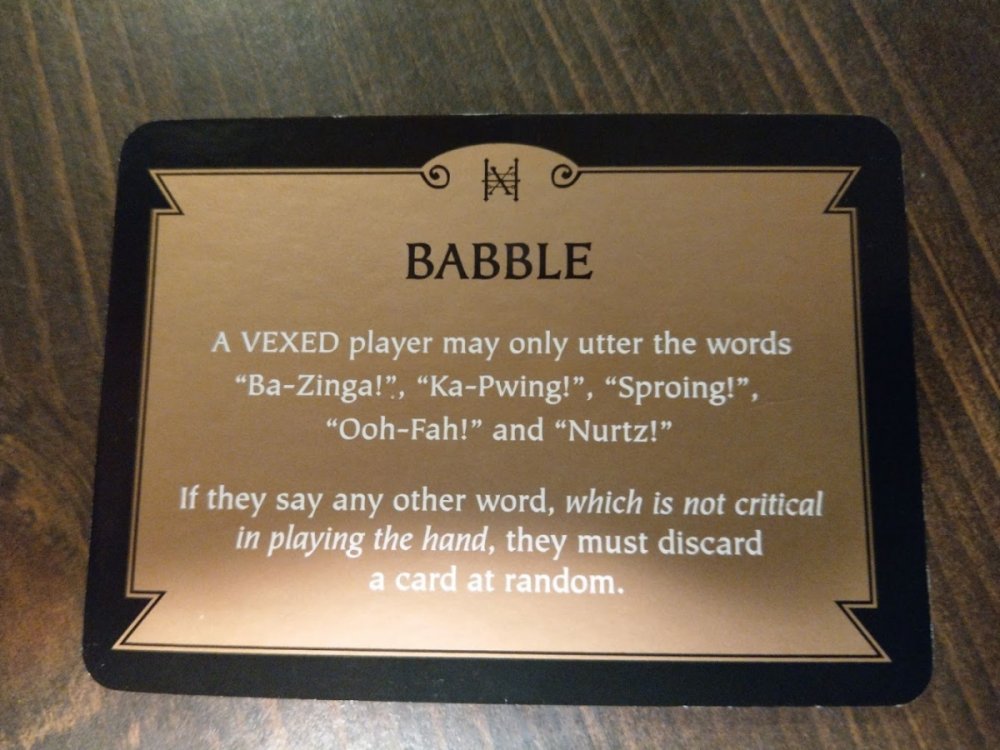 BABBLE
A VEXED player may only utter the words
“Ba-Zinga!”, “Ka-Pwing!”, “Sproing!”,
“Ooh-Fah!” and “Nurtz!”
If they say any other word, which is not critical
in playing the hand, they must discard
a card at random.